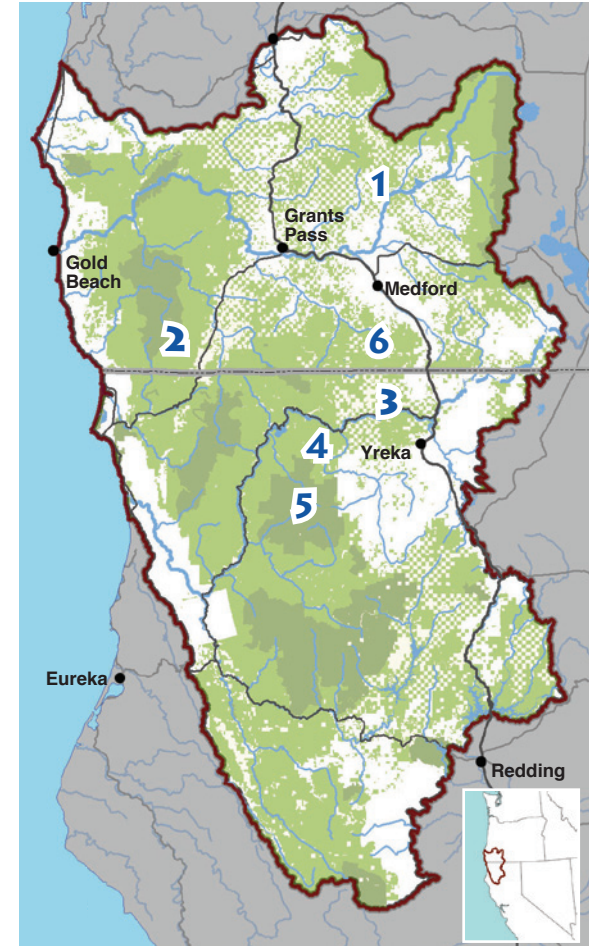 1
Grants
Pass
Gold
Beach
Medford
2
6
3
4
Yreka
5
Eureka
Redding